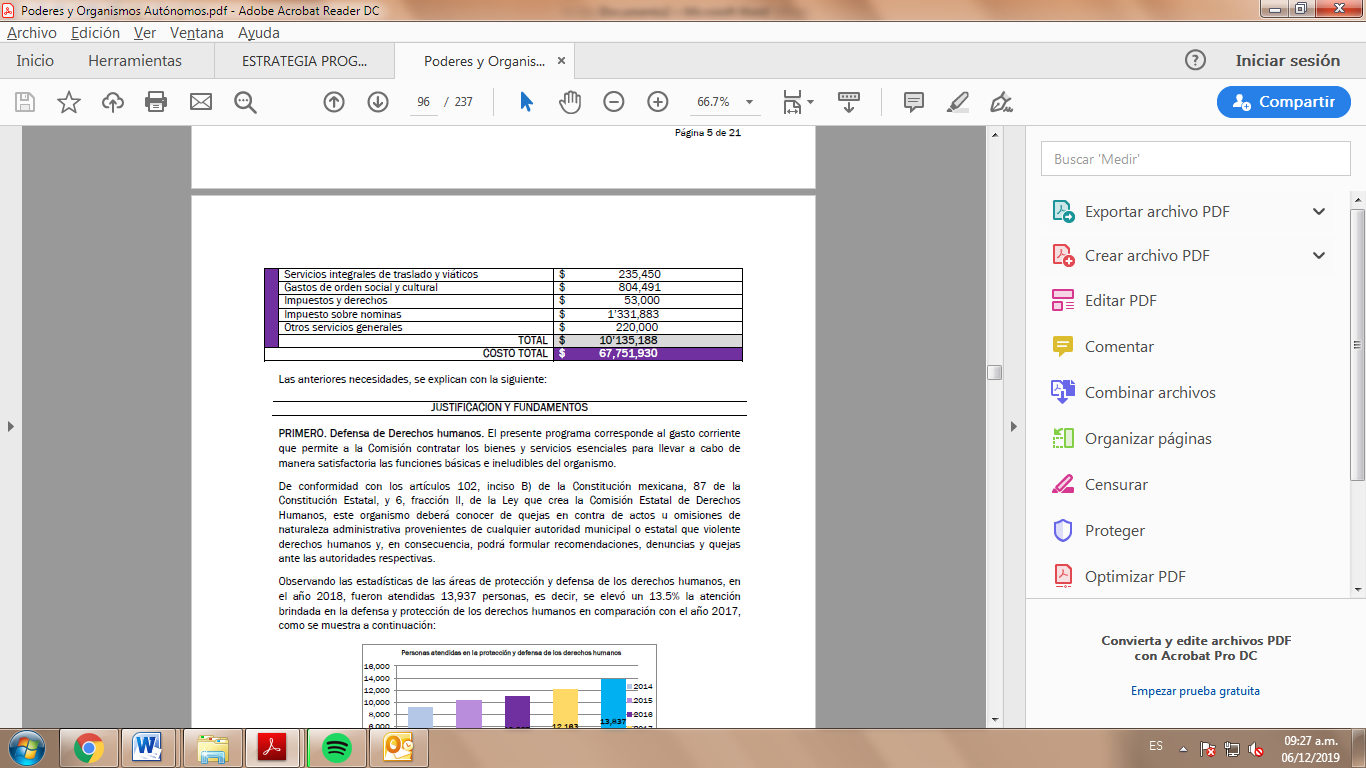 Poderes y Organismos Autónomos.pdf - Adobe Acrobat Reader DC
Archivo Edición Ver Ventana Ayuda
Inicio Herramientas ESTRATEGIA PROG... Poderes y Organis... ×
Iniciar sesión
96 / 237 66.7% Compartir
Página 5 de 21
Servicios integrales de traslado y viáticos $ 235,450
Gastos de orden social y cultural $ 804,491
Impuestos y derechos $ 53,000
Impuesto sobre nominas $ 1'331,883
Otros servicios generales $ 220,000
TOTAL $ 10'135,188
COSTO TOTAL $ 67,751,930
Las anteriores necesidades, se explican con la siguiente:
JUSTIFICACION Y FUNDAMENTOS
PRIMERO. Defensa de Derechos humanos. El presente programa corresponde al gasto corriente
que permite a la Comisión contratar los bienes y servicios esenciales para llevar a cabo de
manera satisfactoria las funciones básicas e ineludibles del organismo.
De conformidad con los artículos 102, inciso B) de la Constitución mexicana, 87 de la
Constitución Estatal, y 6, fracción II, de la Ley que crea la Comisión Estatal de Derechos
Humanos, este organismo deberá conocer de quejas en contra de actos u omisiones de
naturaleza administrativa provenientes de cualquier autoridad municipal o estatal que violente
derechos humanos y, en consecuencia, podrá formular recomendaciones, denuncias y quejas
ante las autoridades respectivas.
Observando las estadísticas de las áreas de protección y defensa de los derechos humanos, en
el año 2018, fueron atendidas 13,937 personas, es decir, se elevó un 13.5% la atención
brindada en la defensa y protección de los derechos humanos en comparación con el año 2017,
como se muestra a continuación:
Personas atendidas en la protección y defensa de los derechos humanos
16,000
14,000
12,000
10,000
8,000
2014
2015
2016
Buscar 'Medir'
Exportar archivo PDF
Crear archivo PDF
Editar PDF
Comentar
Combinar archivos
Organizar páginas
Censurar
Proteger
Optimizar PDF
Convierta y edite archivos PDF
con Acrobat Pro DC
Empezar prueba gratuita
ES
09:27 a.m.
06/12/2019